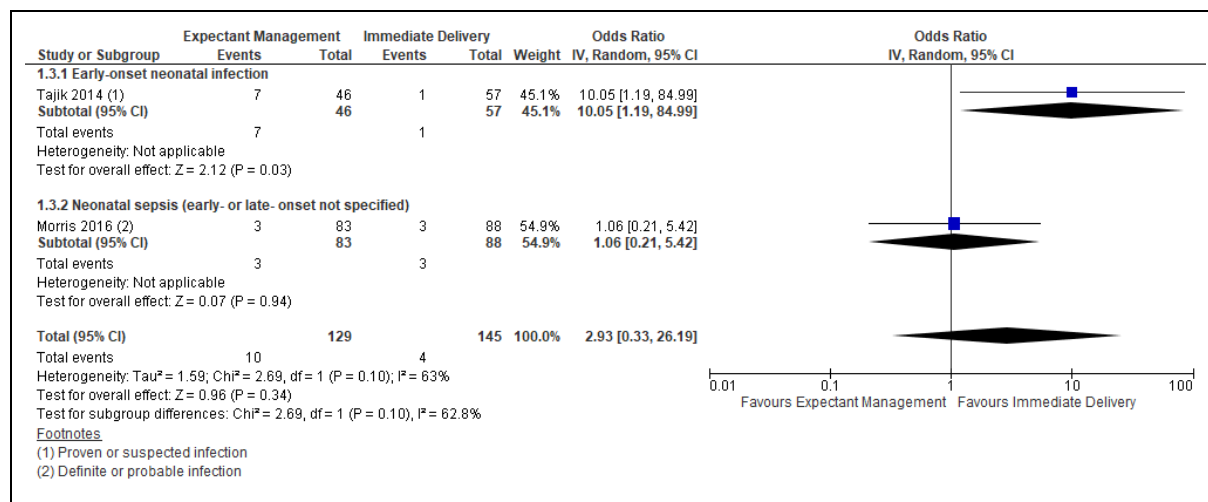 Expectant Management Immediate Delivery Odds Ratio Odds Ratio
Study or Subgroup Events Total Events Total Weight IV, Random, 95% CI IV, Random, 95% CI
1.3.1 Early-onset neonatal infection
Tajik 2014 (1) 7 46 1 57 45.1% 10.05 [1.19, 84.99]
Subtotal (95% CI) 46 57 45.1% 10.05 [1.19, 84.99]
Total events 7 1
Heterogeneity: Not applicable
Test for overall effect: Z = 2.12 (P = 0.03)
1.3.2 Neonatal sepsis (early- or late- onset not specified)
Morris 2016 (2) 3 83 3 88 54.9% 1.06 [0.21, 5.42]
Subtotal (95% CI) 83 88 54.9% 1.06 [0.21, 5.42]
Total events 3 3
Heterogeneity: Not applicable
Test for overall effect: Z = 0.07 (P = 0.94)
Total (95% CI) 129 145 100.0% 2.93 [0.33, 26.19]
Total events 10 4
Heterogeneity: Tau² = 1.59; Chi² = 2.69, df = 1 (P = 0.10); I² = 63%
Test for overall effect: Z = 0.96 (P = 0.34)
Test for subgroup differences: Chi² = 2.69, df = 1 (P = 0.10), I² = 62.8%
0.01 0.1 1 10 100
Favours Expectant Management Favours Immediate Delivery
Footnotes
(1) Proven or suspected infection
(2) Definite or probable infection